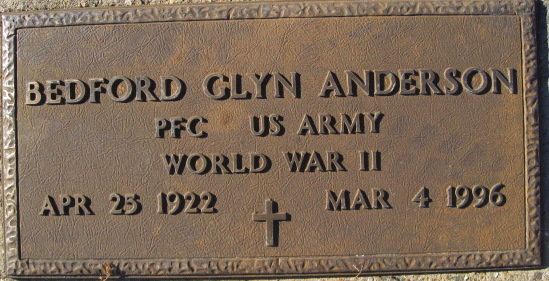 BEDFORD GLYN ANDERSON
PFC US ARMY
WORLD WAR II
APR 25 1922 MAR 4 1996